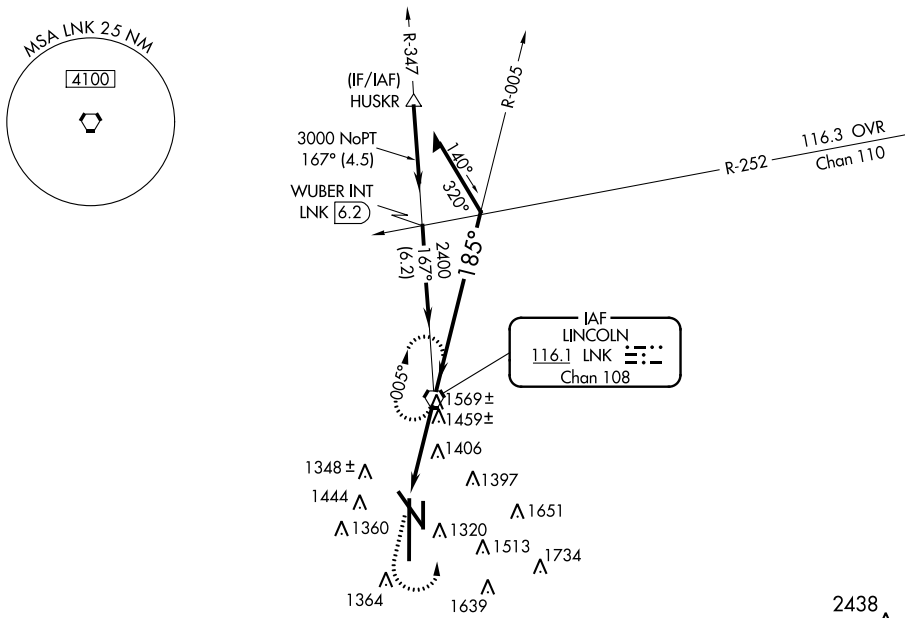 MSA LNK 25 NM
4100
R-347
R-005
(IF/IAF)
HUSKR
3000 NoPT
167° (4.5)
140°
320°
116.3 OVR
R-252
Chan 110
WUBER INT
LNK 6.2
2400
167°
(6.2)
185°
IAF
LINCOLN
116.1 LNK
Chan 108
005°
1569 ±
1459 ±
1406
1348 ±
1397
1444
1651
1360
1320
1513
1734
1364
1639
2438